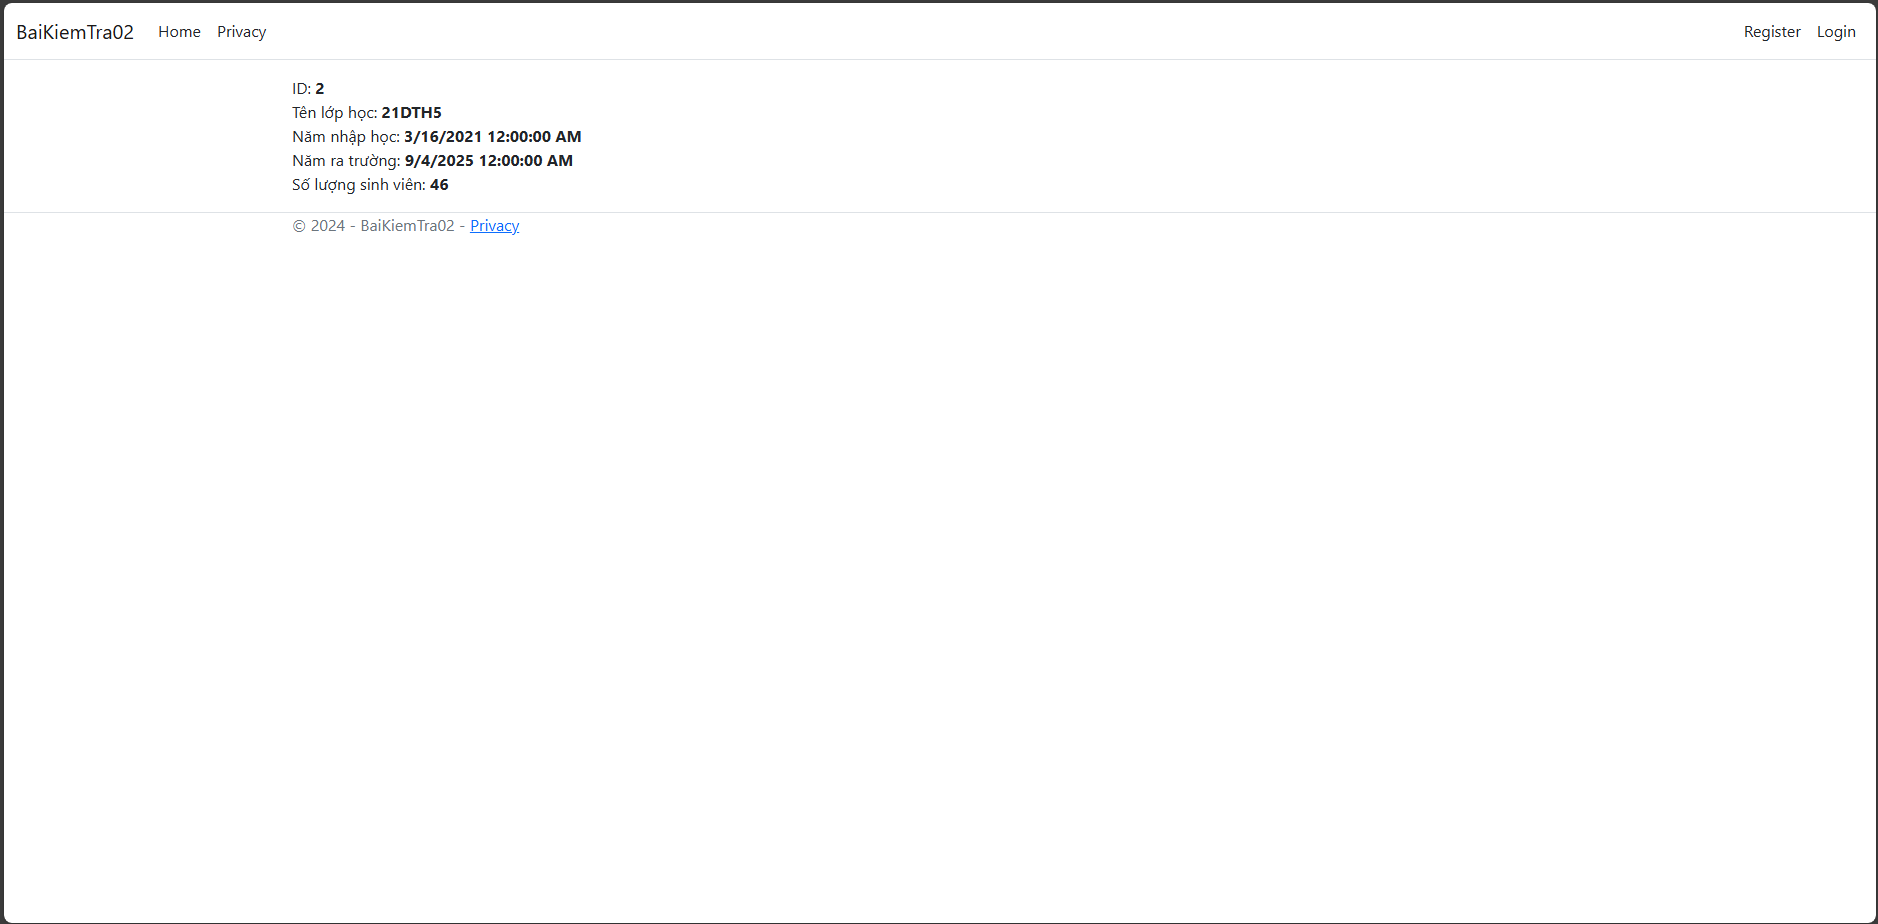 BaiKiemTra02 Home Privacy Register Login
ID: 2
Tên lớp học: 21DTH5
Năm nhập học: 3/16/2021 12:00:00 AM
Năm ra trường: 9/4/2025 12:00:00 AM
Số lượng sinh viên: 46
© 2024 - BaiKiemTra02 - Privacy